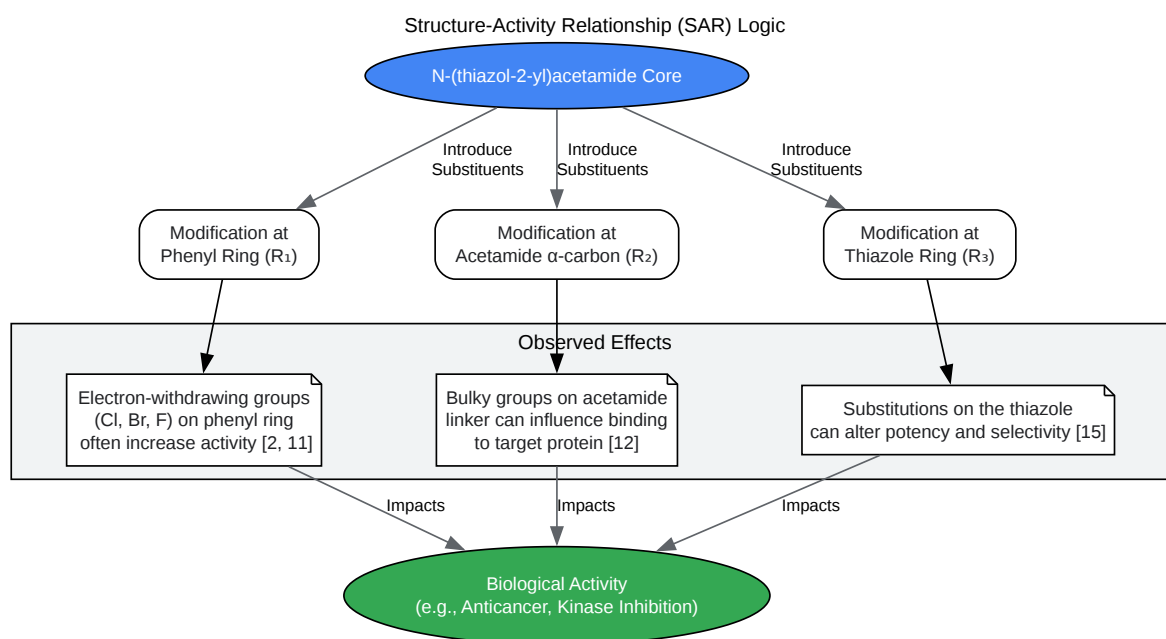 Structure-Activity Relationship (SAR) Logic
N-(thiazol-2-yl)acetamide Core
Introduce
Substituents
Introduce
Substituents
Introduce
Substituents
Modification at
Phenyl Ring (R₁)
Modification at
Acetamide α-carbon (R₂)
Modification at
Thiazole Ring (R₃)
Observed Effects
Electron-withdrawing groups
(Cl, Br, F) on phenyl ring
often increase activity [2, 11]
Bulky groups on acetamide
linker can influence binding
to target protein [12]
Substitutions on the thiazole
can alter potency and selectivity [15]
Impacts
Impacts
Impacts
Biological Activity
(e.g., Anticancer, Kinase Inhibition)